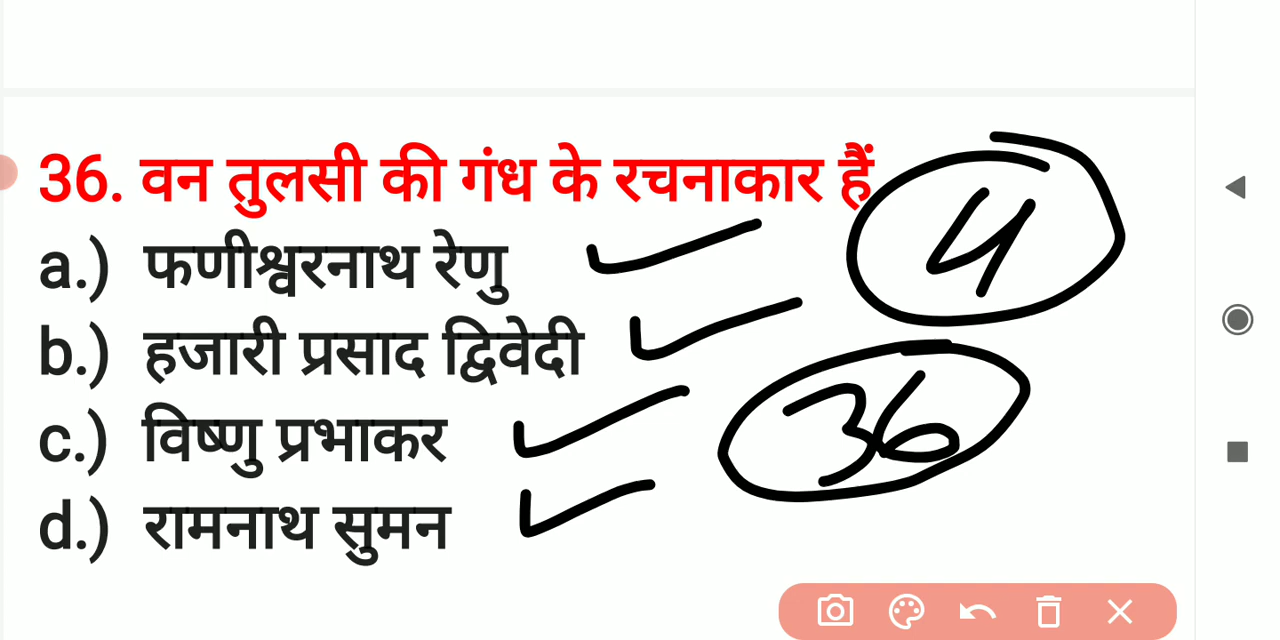 36. वन तुलसी की गंध के रचनाकार हैं
a.) फणीश्वरनाथ रेणु
4
b.) हजारी प्रसाद द्विवेदी
36
c.) विष्णु प्रभाकर
d.) रामनाथ सुमन